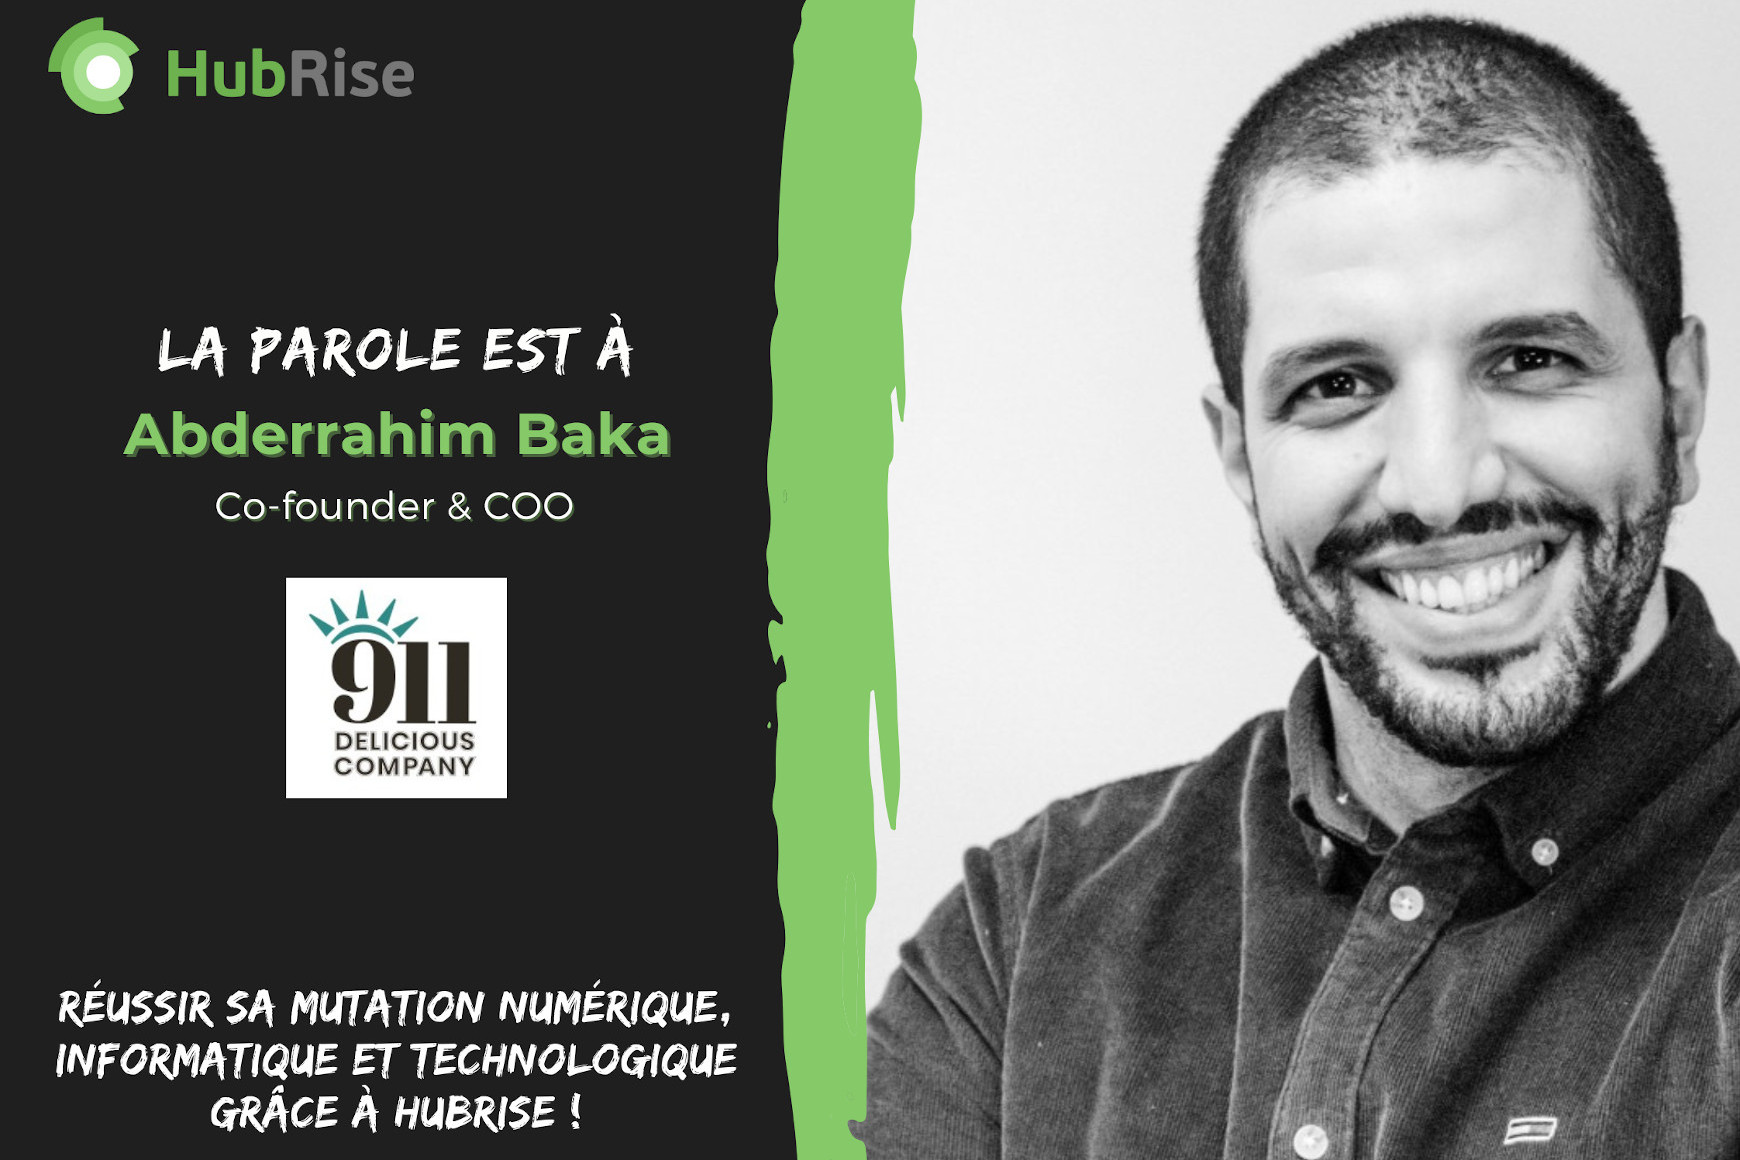 HubRise
LA PAROLE EST À
Abderrahim Baka
Co-founder & COO
911
DELICIOUS
COMPANY
RÉUSSIR SA MUTATION NUMÉRIQUE,
INFORMATIQUE ET TECHNOLOGIQUE
GRÂCE À HUBRISE !